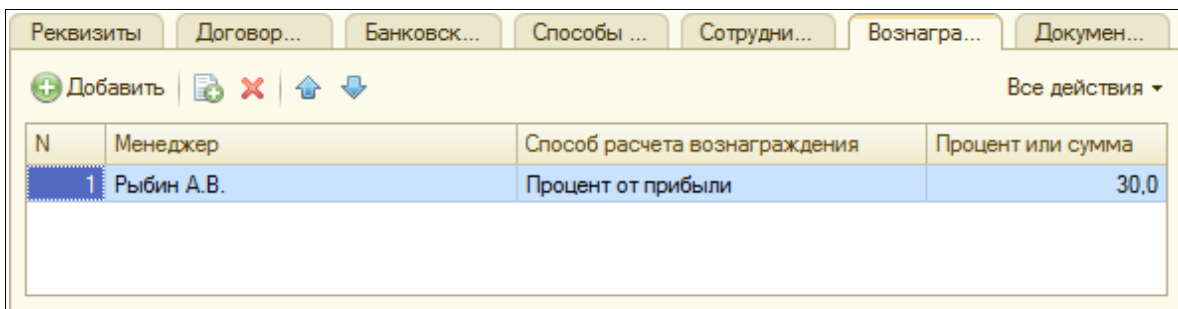 Реквизиты Договор... Банковск... Способы ... Сотрудни... Вознагра... Докумен...
Добавить Все действия
N Менеджер Способ расчета вознаграждения Процент или сумма
1 Рыбин А.В. Процент от прибыли 30,0